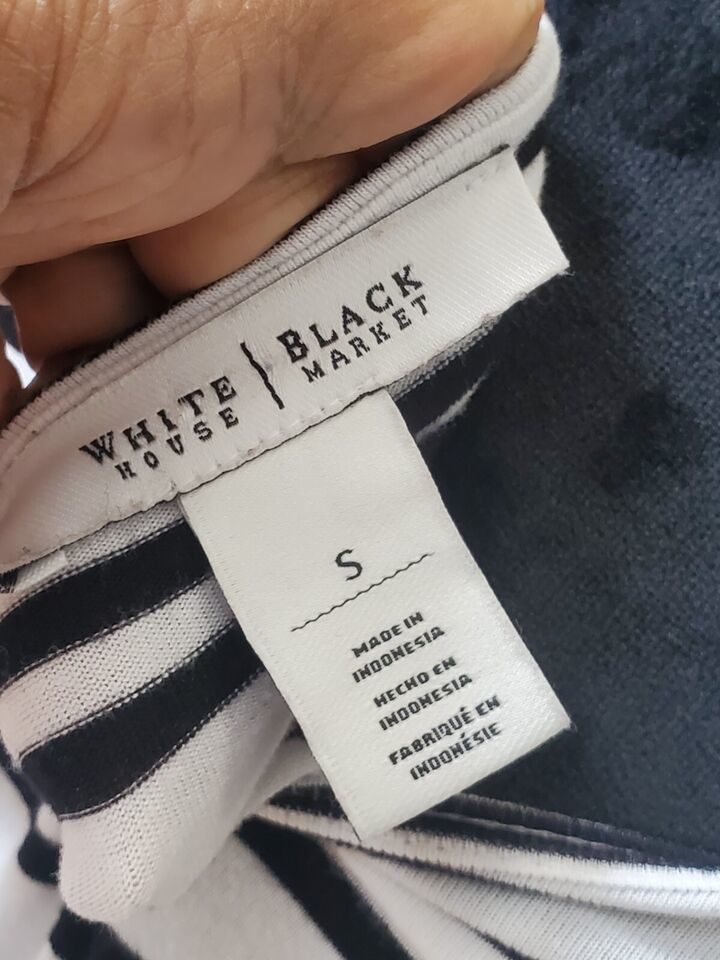 WHITE | BLACK
HOUSE | MARKET
S
MADE IN
INDONESIA
HECHO EN
INDONESIA
FABRIQUÉ EN
INDONÉSIE